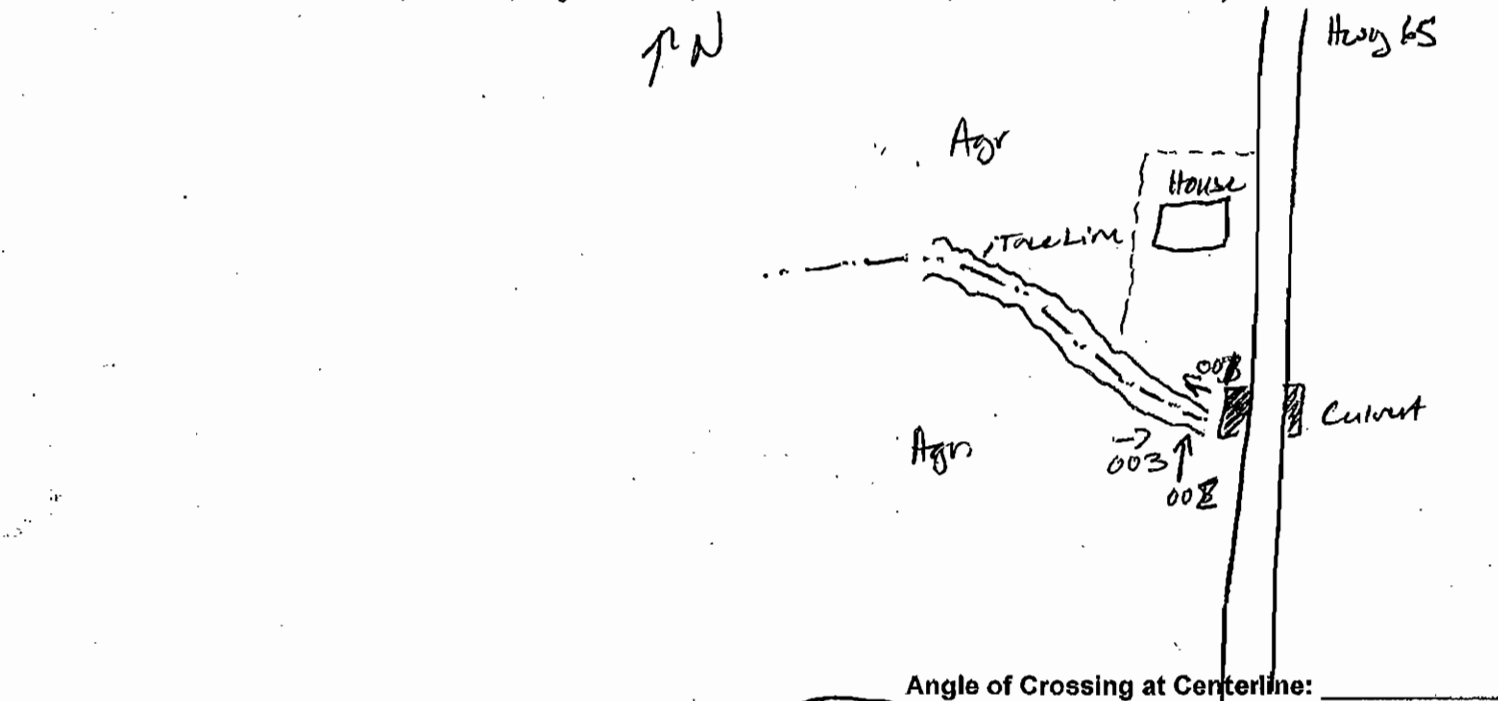 N
Hwy 65
Agr
House
Tree Line
Culvert
Agr
003
Angle of Crossing at Centerline: